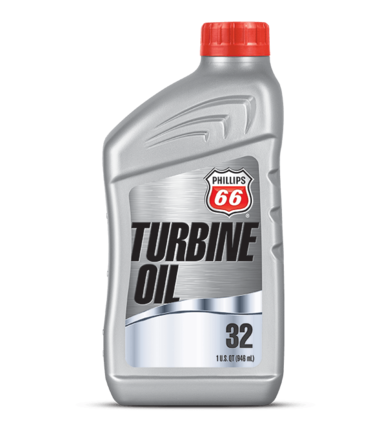 PHILLIPS
66
TURBINE
OIL
32
1 U.S. QT (946 mL)